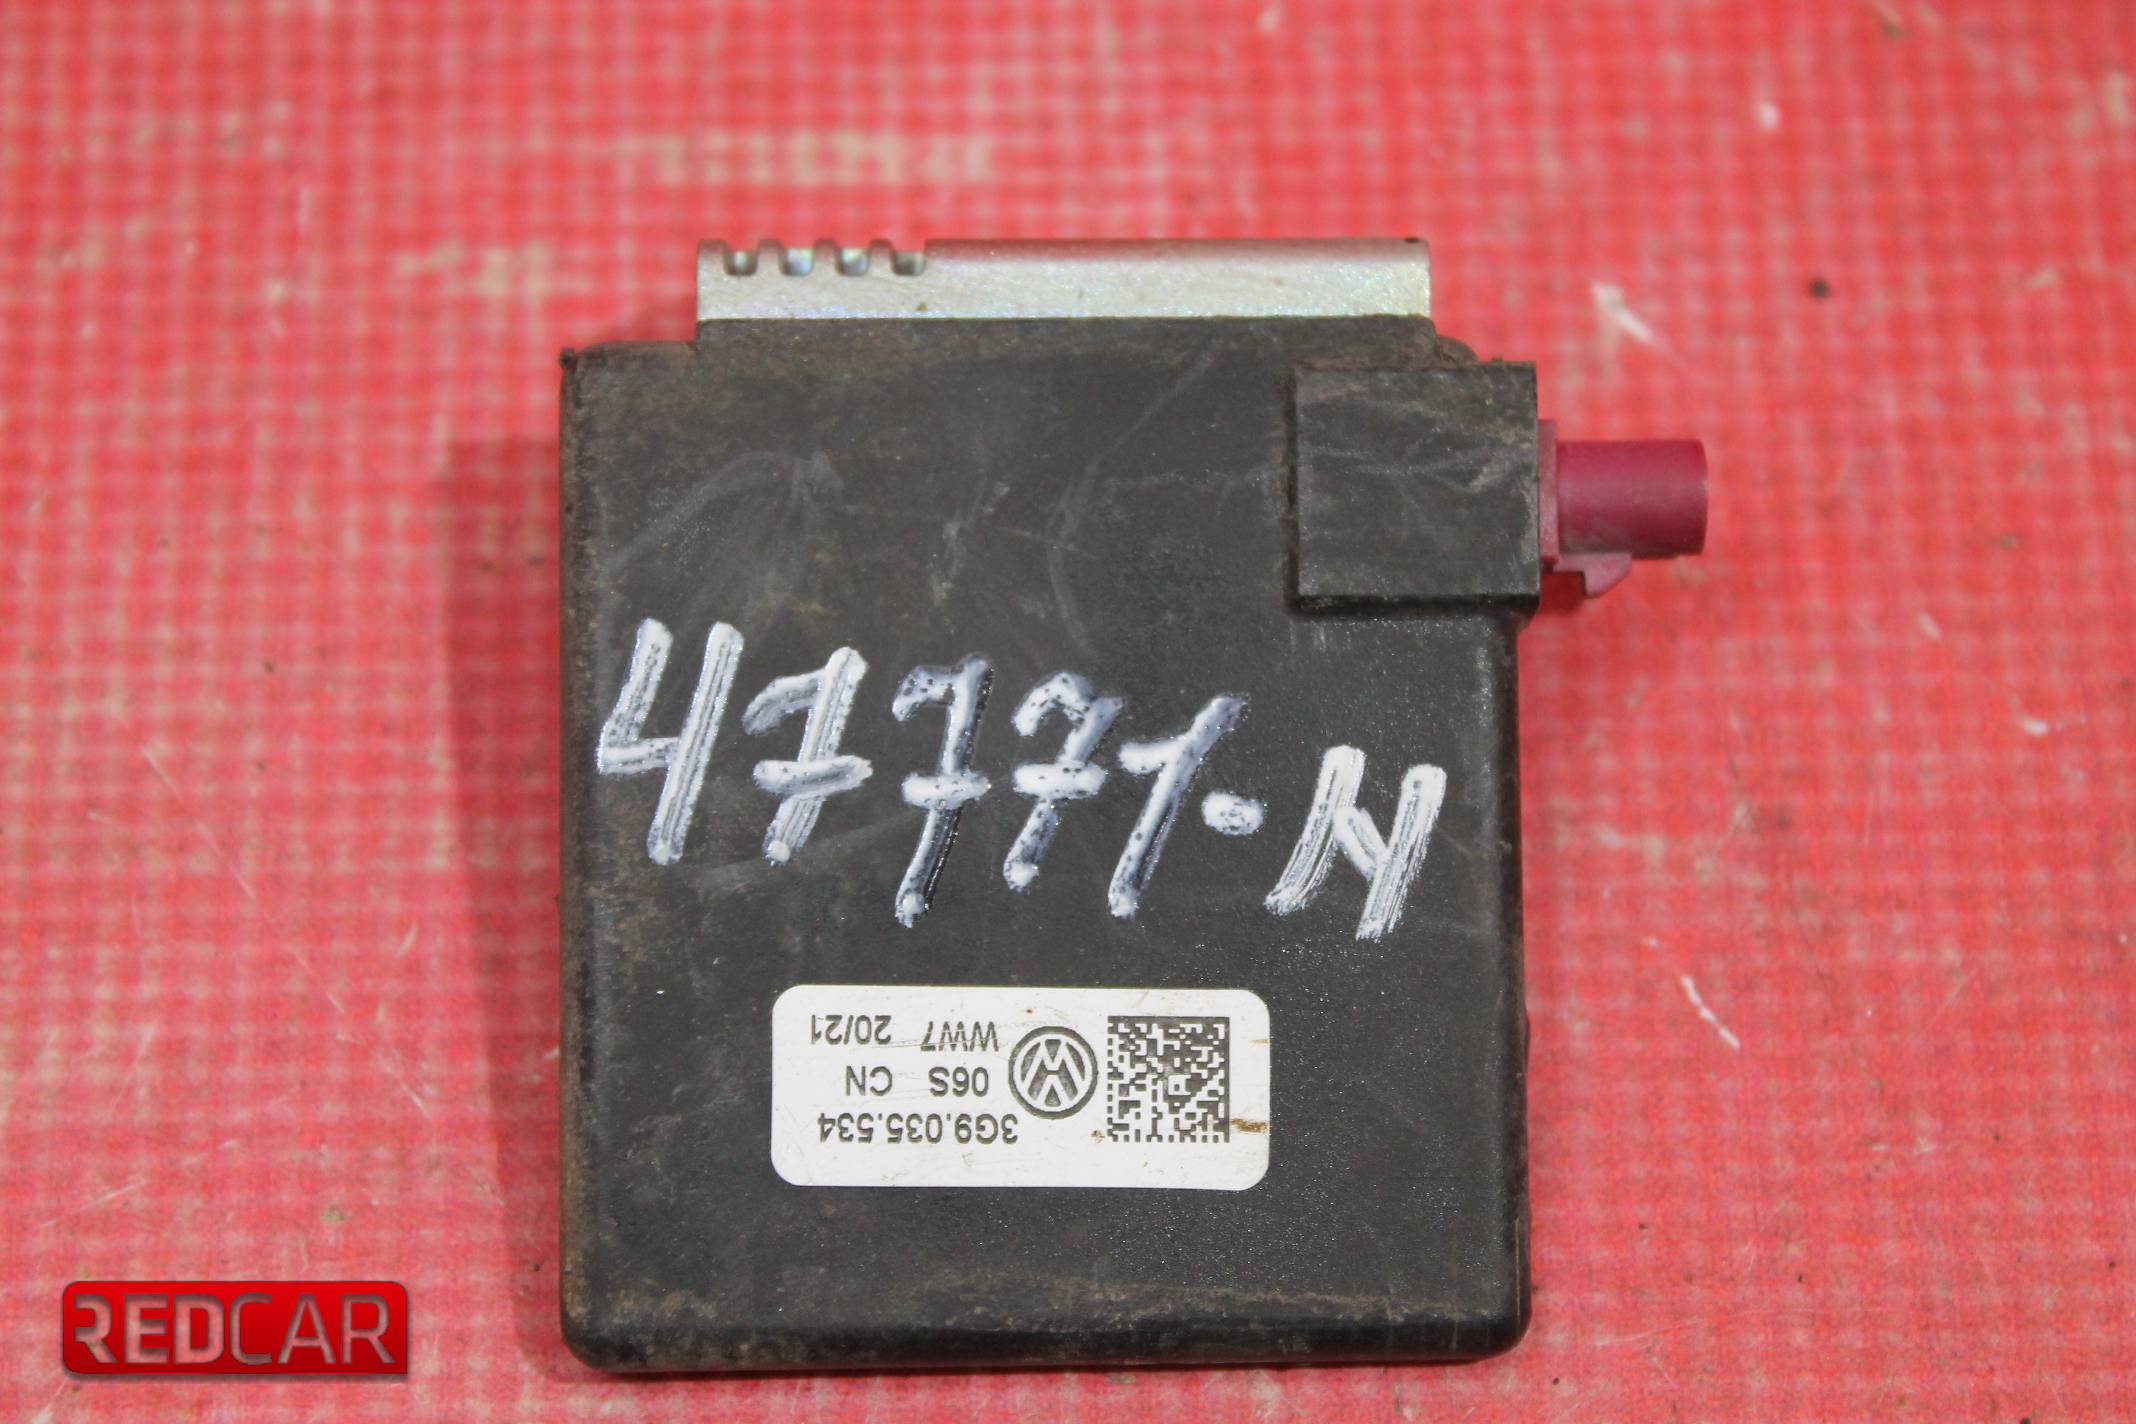 47771-N
3G9.035.534
06S CN
WW7 20/21
REDCAR